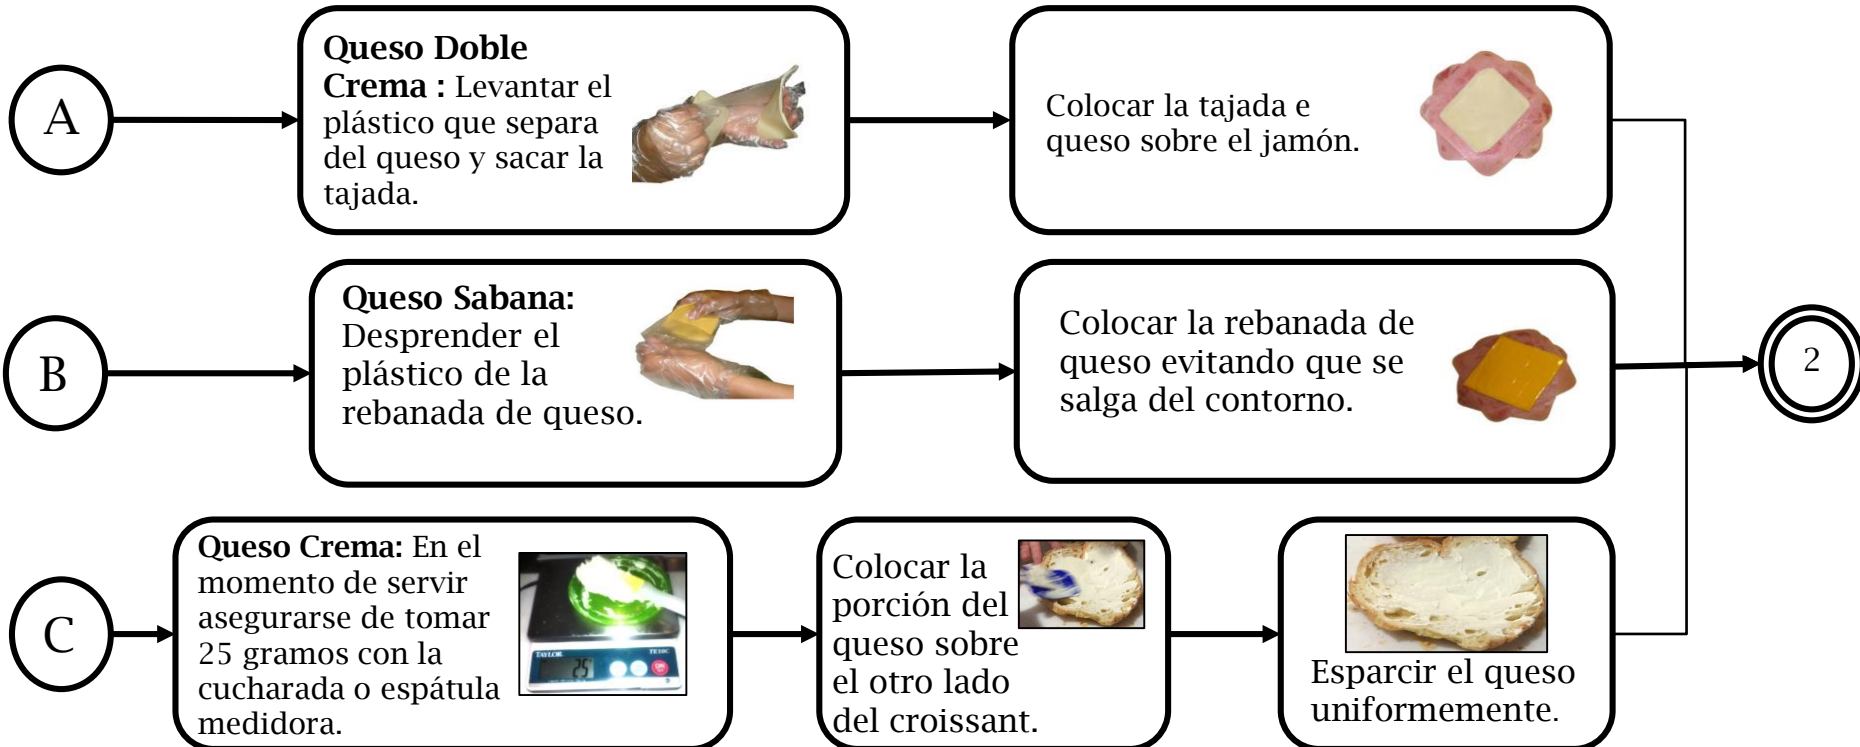 A
Queso Doble
Crema : Levantar el
plástico que separa
del queso y sacar la
tajada.
Colocar la tajada e
queso sobre el jamón.
B
Queso Sabana:
Desprender el
plástico de la
rebanada de queso.
Colocar la rebanada de
queso evitando que se
salga del contorno.
2
C
Queso Crema: En el
momento de servir
asegurarse de tomar
25 gramos con la
cucharada o espátula
medidora.
TAYLOR
TE10C
25
Colocar la
porción del
queso sobre
el otro lado
del croissant.
Esparcir el queso
uniformemente.